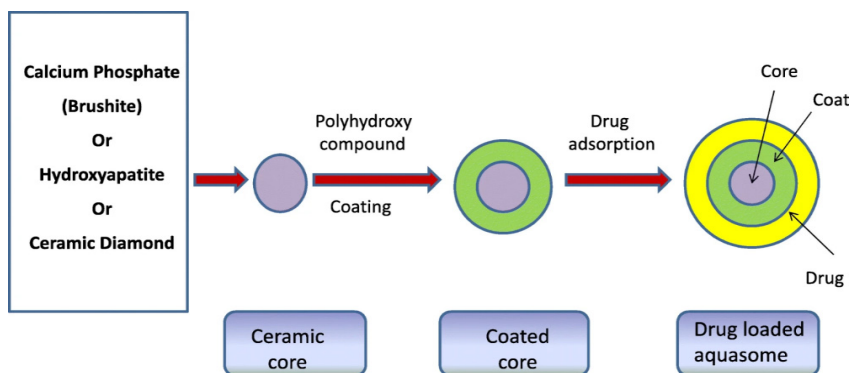 Calcium Phosphate
(Brushite)
Or
Hydroxyapatite
Or
Ceramic Diamond
Polyhydroxy
compound
Coating
Drug
adsorption
Core
Coat
Drug
Ceramic
core
Coated
core
Drug loaded
aquasome